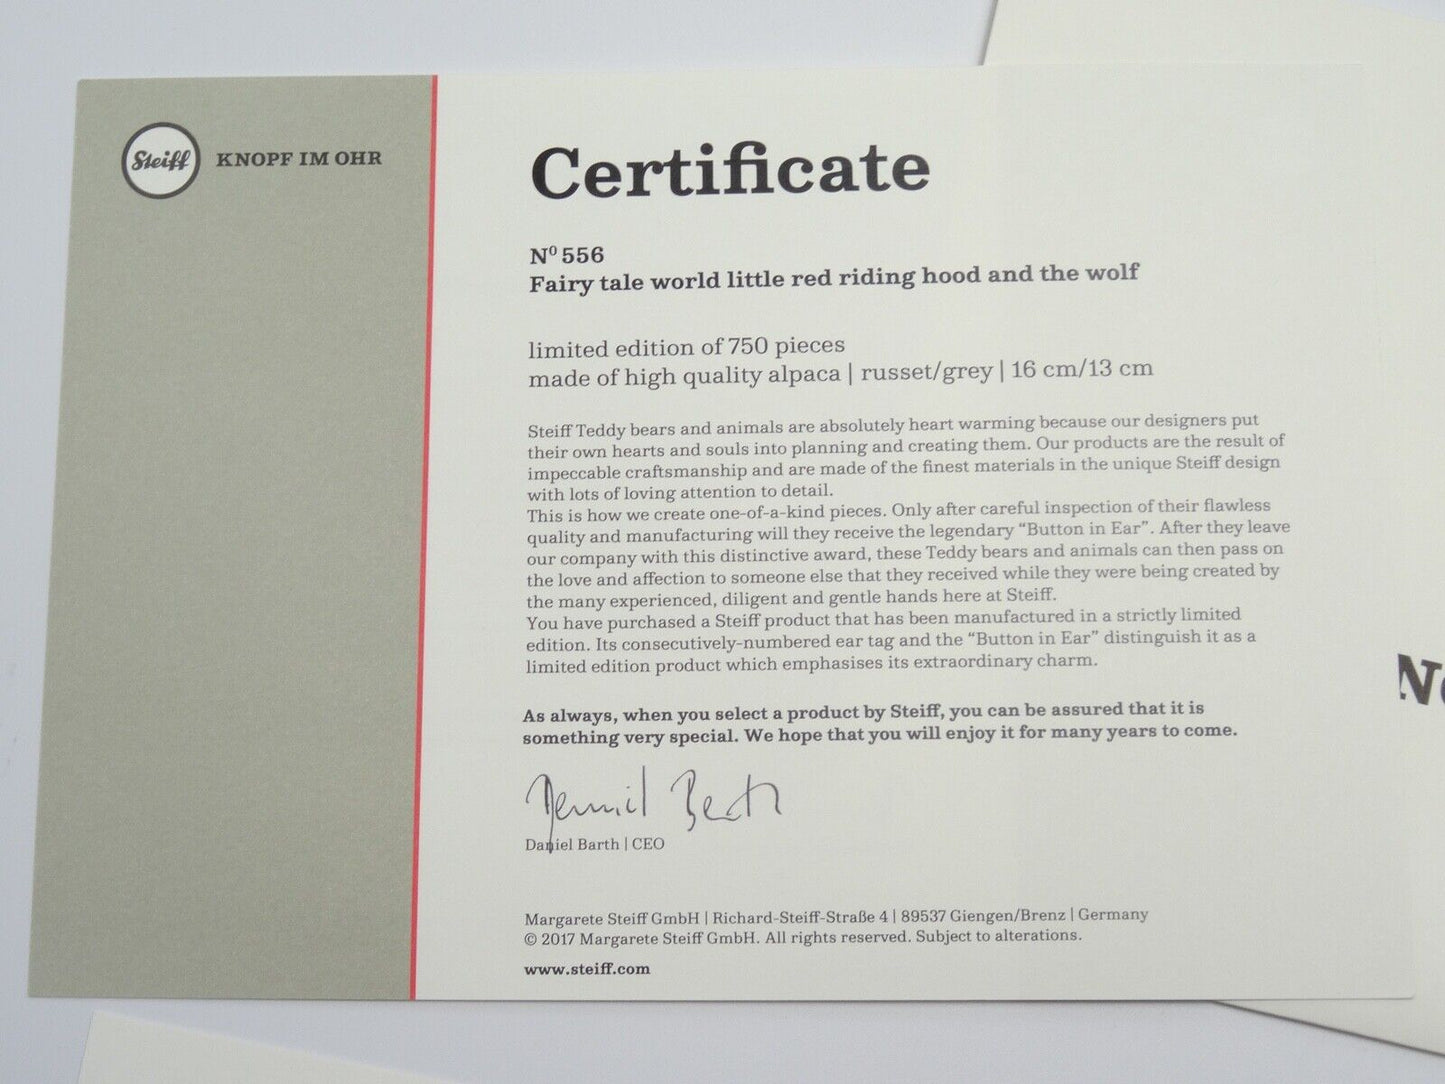 Steiff KNOPF IM OHR
Certificate
Nº 556
Fairy tale world little red riding hood and the wolf
limited edition of 750 pieces
made of high quality alpaca | russet/grey | 16 cm/13 cm
Steiff Teddy bears and animals are absolutely heart warming because our designers put
their own hearts and souls into planning and creating them. Our products are the result of
impeccable craftsmanship and are made of the finest materials in the unique Steiff design
with lots of loving attention to detail.
This is how we create one-of-a-kind pieces. Only after careful inspection of their flawless
quality and manufacturing will they receive the legendary “Button in Ear”. After they leave
our company with this distinctive award, these Teddy bears and animals can then pass on
the love and affection to someone else that they received while they were being created by
the many experienced, diligent and gentle hands here at Steiff.
You have purchased a Steiff product that has been manufactured in a strictly limited
edition. Its consecutively-numbered ear tag and the “Button in Ear” distinguish it as a
limited edition product which emphasises its extraordinary charm.
As always, when you select a product by Steiff, you can be assured that it is
something very special. We hope that you will enjoy it for many years to come.
Daniel Barth
Daniel Barth | CEO
Margarete Steiff GmbH | Richard-Steiff-Straße 4 | 89537 Giengen/Brenz | Germany
© 2017 Margarete Steiff GmbH. All rights reserved. Subject to alterations.
www.steiff.com